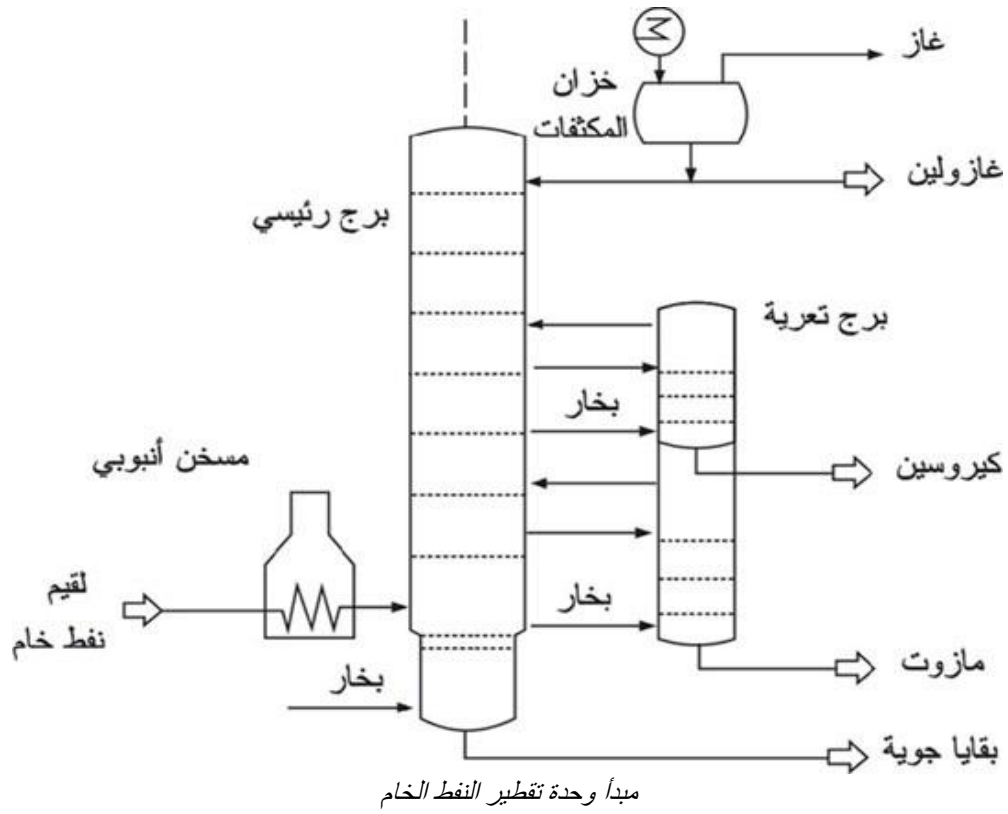 غاز
خزان
المكثفات
غازولين
برج رئيسي
برج تعرية
بخار
مسخن أنبوبي
كيروسين
لقيم
نفط خام
بخار
مازوت
بخار
بقايا جوية
مبدأ وحدة تقطير النفط الخام